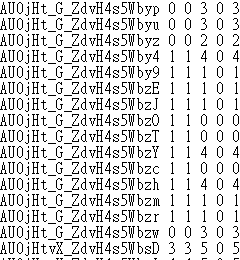 AU0jHt_G_ZdvH4s5Wbyp 0 0 3 0 3
AU0jHt_G_ZdvH4s5Wbyu 0 0 3 0 3
AU0jHt_G_ZdvH4s5Wbyz 0 0 2 0 2
AU0jHt_G_ZdvH4s5Wby4 1 1 4 0 4
AU0jHt_G_ZdvH4s5Wby9 1 1 1 0 1
AU0jHt_G_ZdvH4s5WbzE 1 1 1 0 1
AU0jHt_G_ZdvH4s5WbzJ 1 1 1 0 1
AU0jHt_G_ZdvH4s5WbzO 1 1 0 0 0
AU0jHt_G_ZdvH4s5WbzT 1 1 0 0 0
AU0jHt_G_ZdvH4s5WbzY 1 1 4 0 4
AU0jHt_G_ZdvH4s5Wbzc 1 1 0 0 0
AU0jHt_G_ZdvH4s5Wbzh 1 1 4 0 4
AU0jHt_G_ZdvH4s5Wbzm 1 1 1 0 1
AU0jHt_G_ZdvH4s5Wbzr 1 1 1 0 1
AU0jHt_G_ZdvH4s5Wbzw 0 0 3 0 3
AU0jHtvX_ZdvH4s5WbsD 3 3 5 0 5